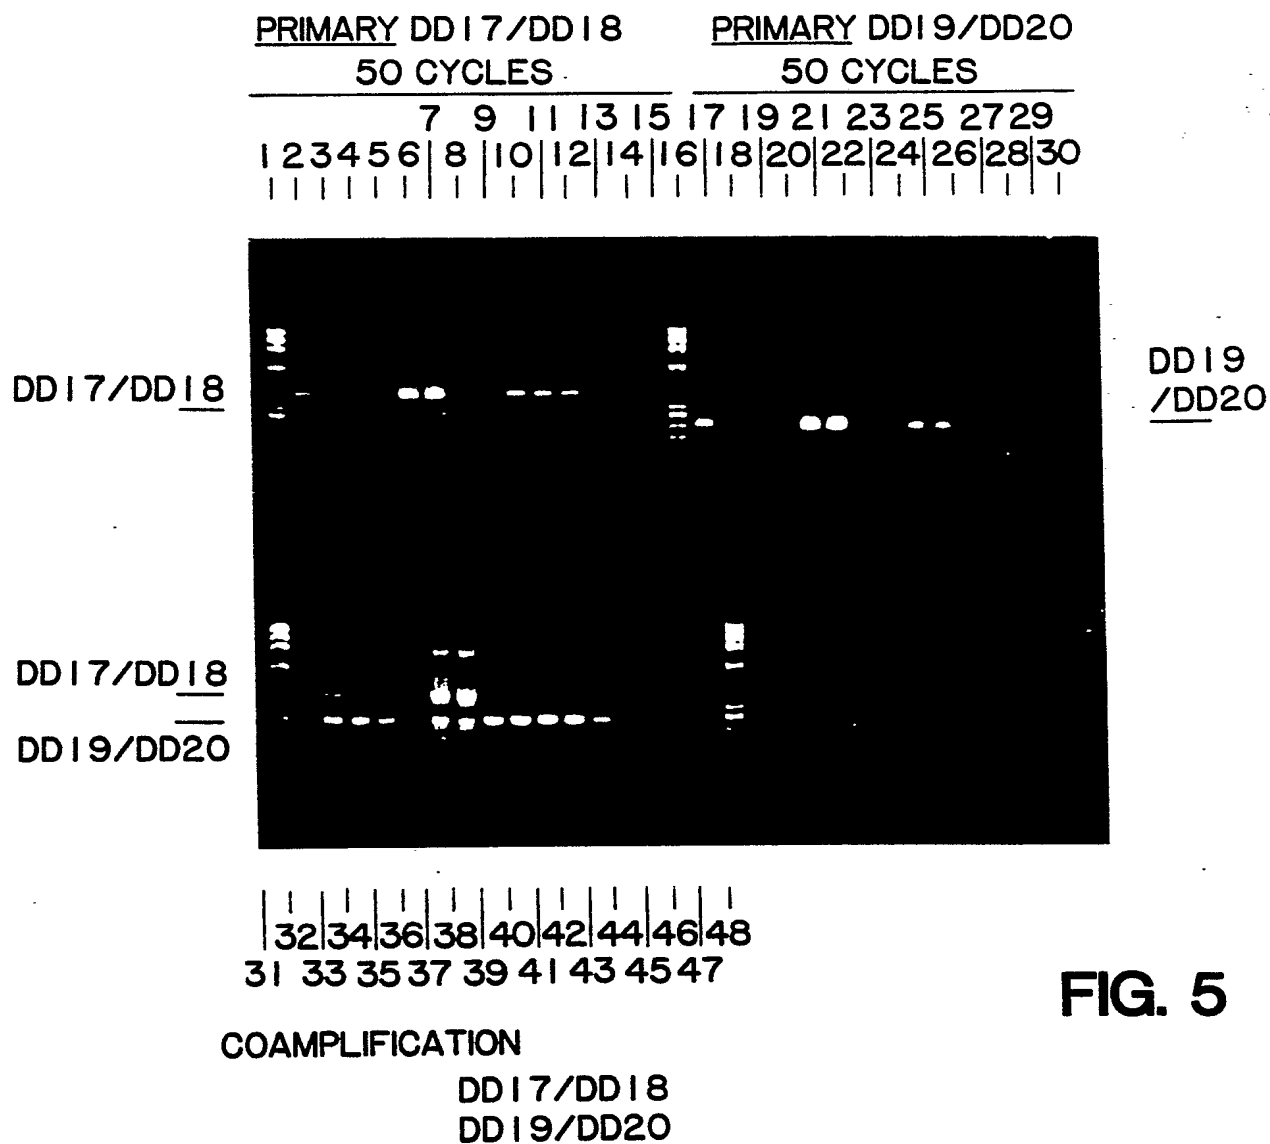 PRIMARY DD17/DD18
50 CYCLES
PRIMARY DD19/DD20
50 CYCLES
7 9 11 13 15 17 19 21 23 25 27 29
1 2 3 4 5 6 8 10 12 14 16 18 20 22 24 26 28 30
DD17/DD18
DD19
/DD20
DD17/DD18
DD19/DD20
32 34 36 38 40 42 44 46 48
31 33 35 37 39 41 43 45 47
FIG. 5
COAMPLIFICATION
DD17/DD18
DD19/DD20